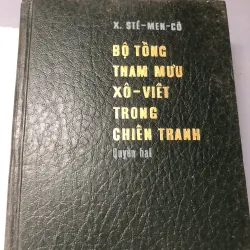 X. STÊ-MEN-CÔ
BỘ TỔNG
THAM MƯU
XÔ-VIẾT
TRONG
CHIẾN TRANH
Quyển hai